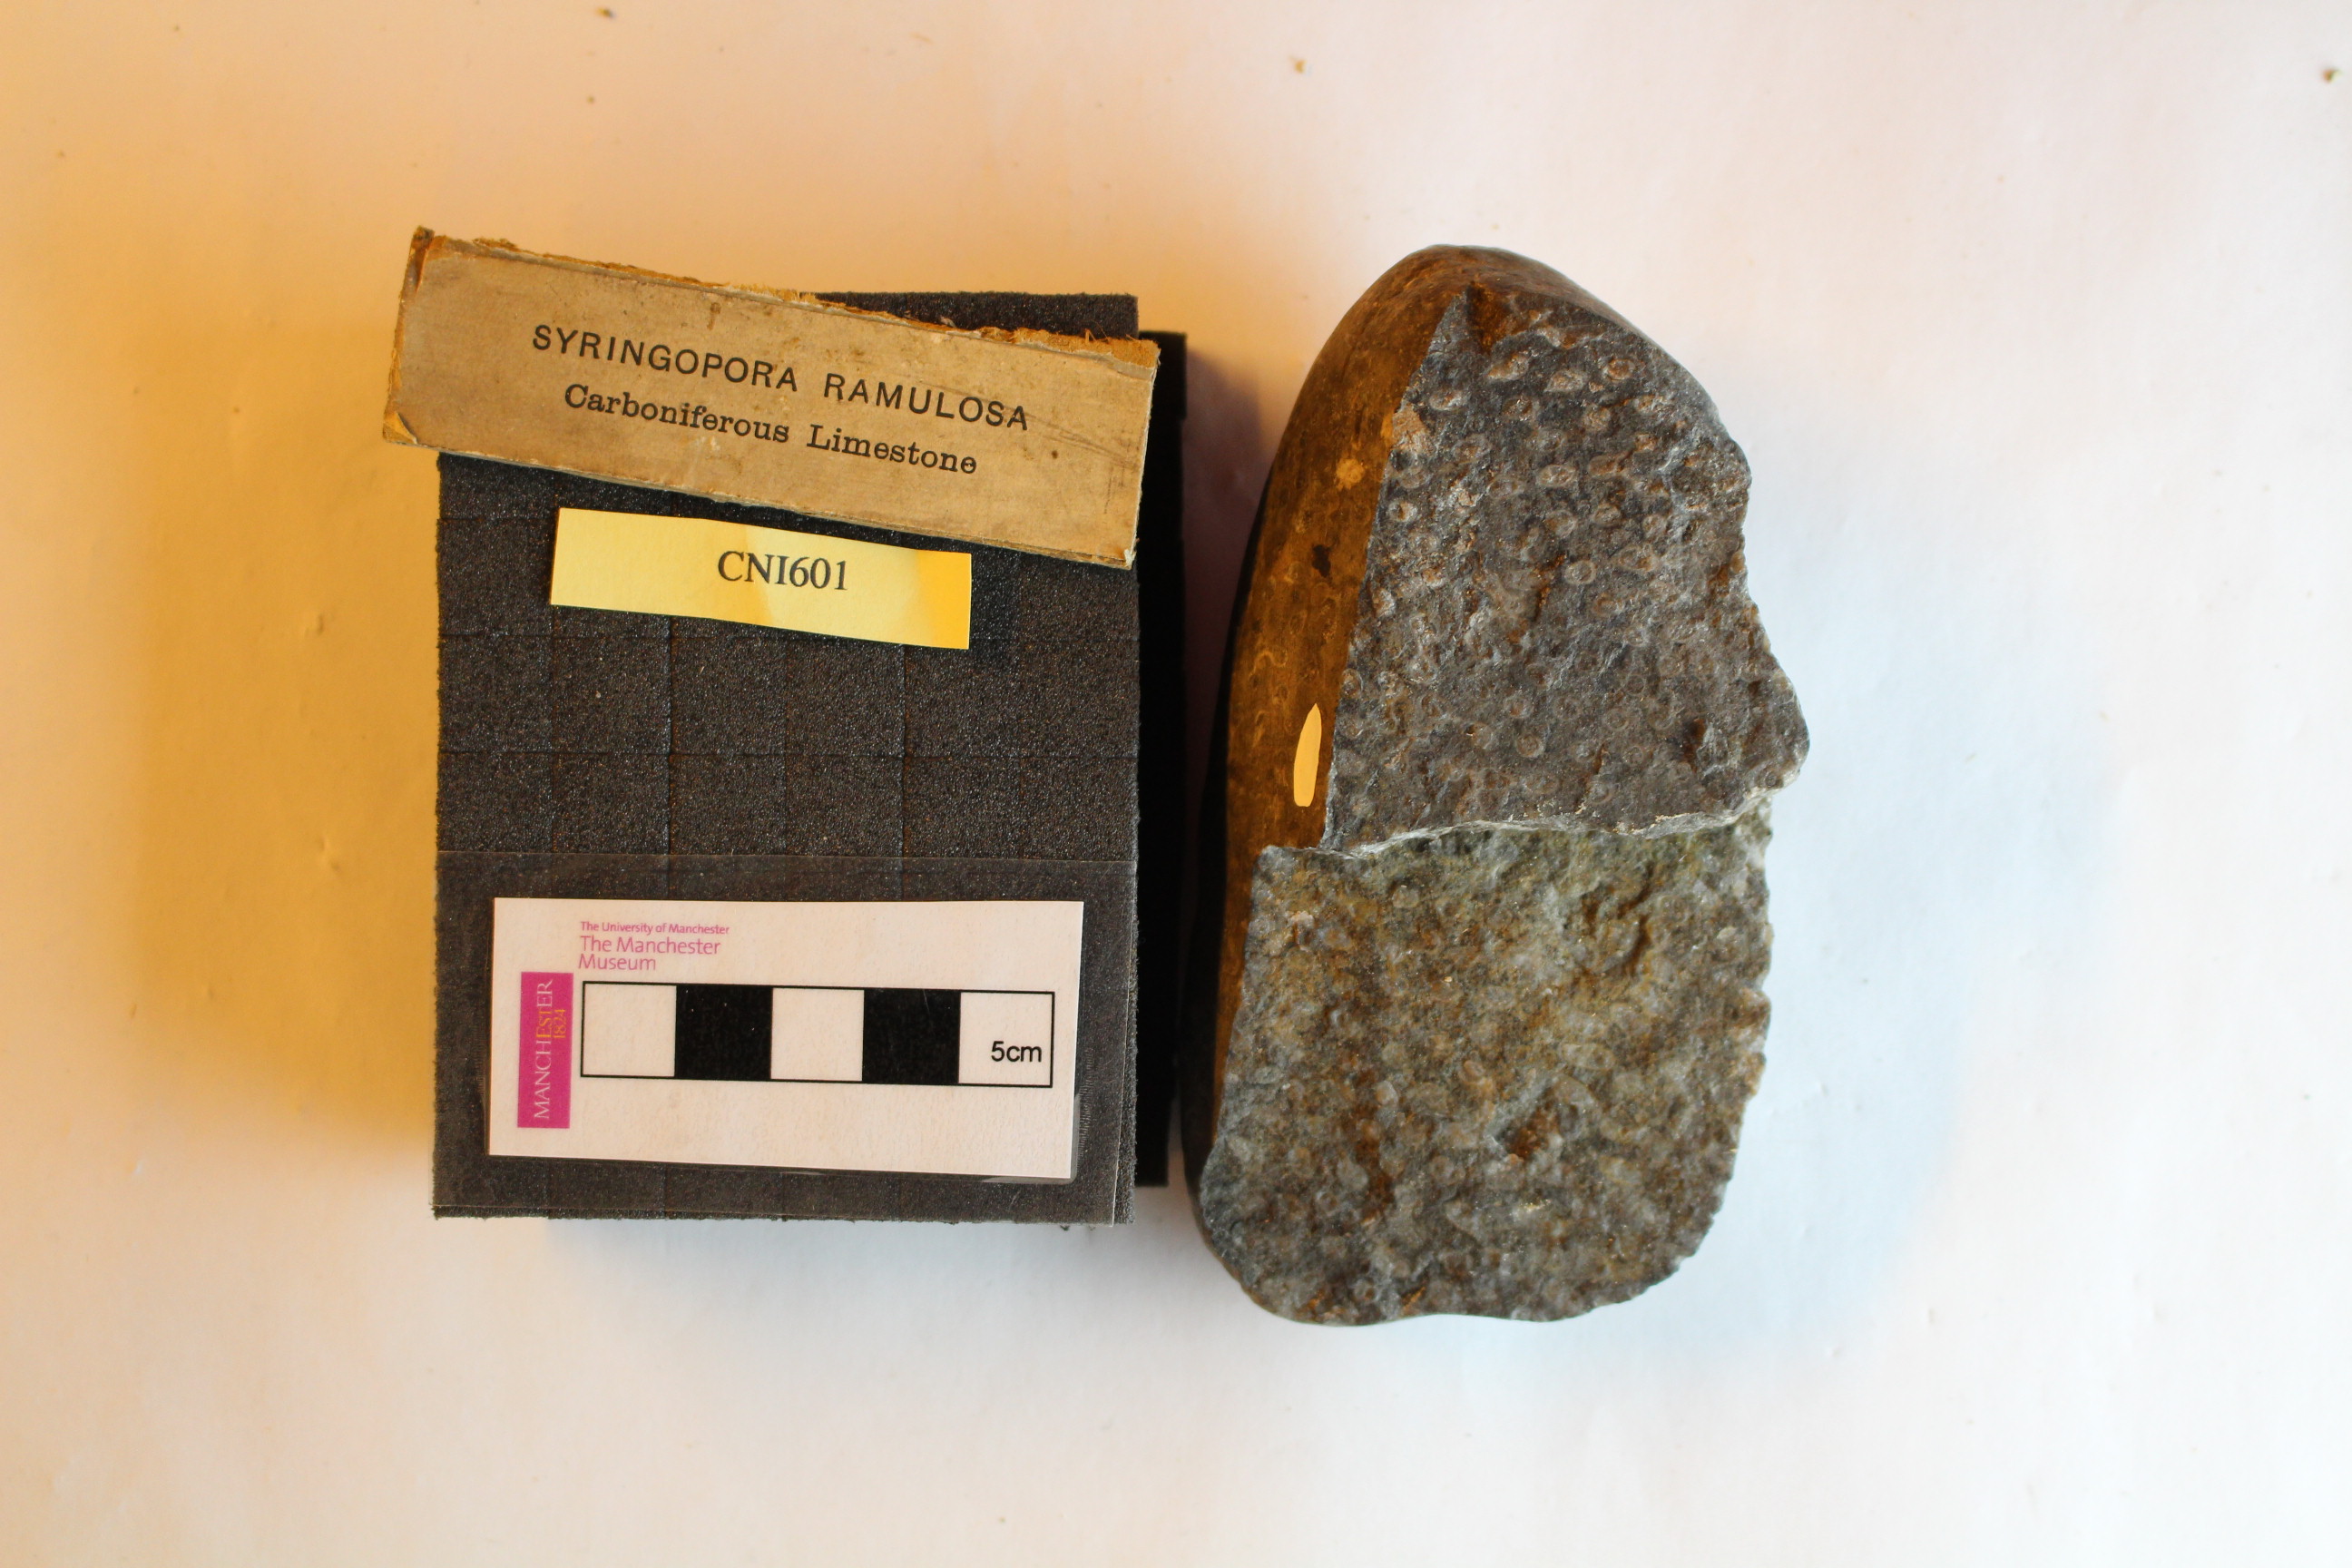 SYRINGOPORA RAMULOSA
Carboniferous Limestone
CNI601
The University of Manchester
The Manchester
Museum
5cm
MANCHESTER
1824